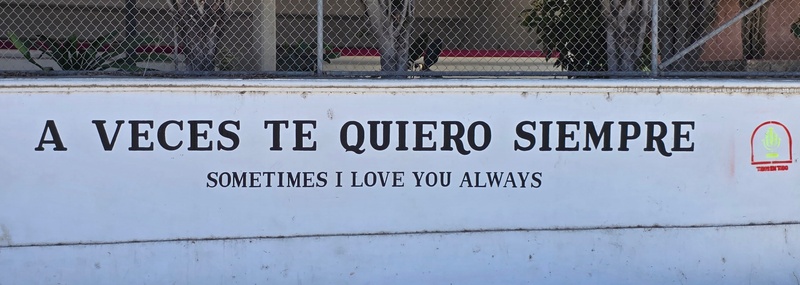 A VECES TE QUIERO SIEMPRE
SOMETIMES I LOVE YOU ALWAYS